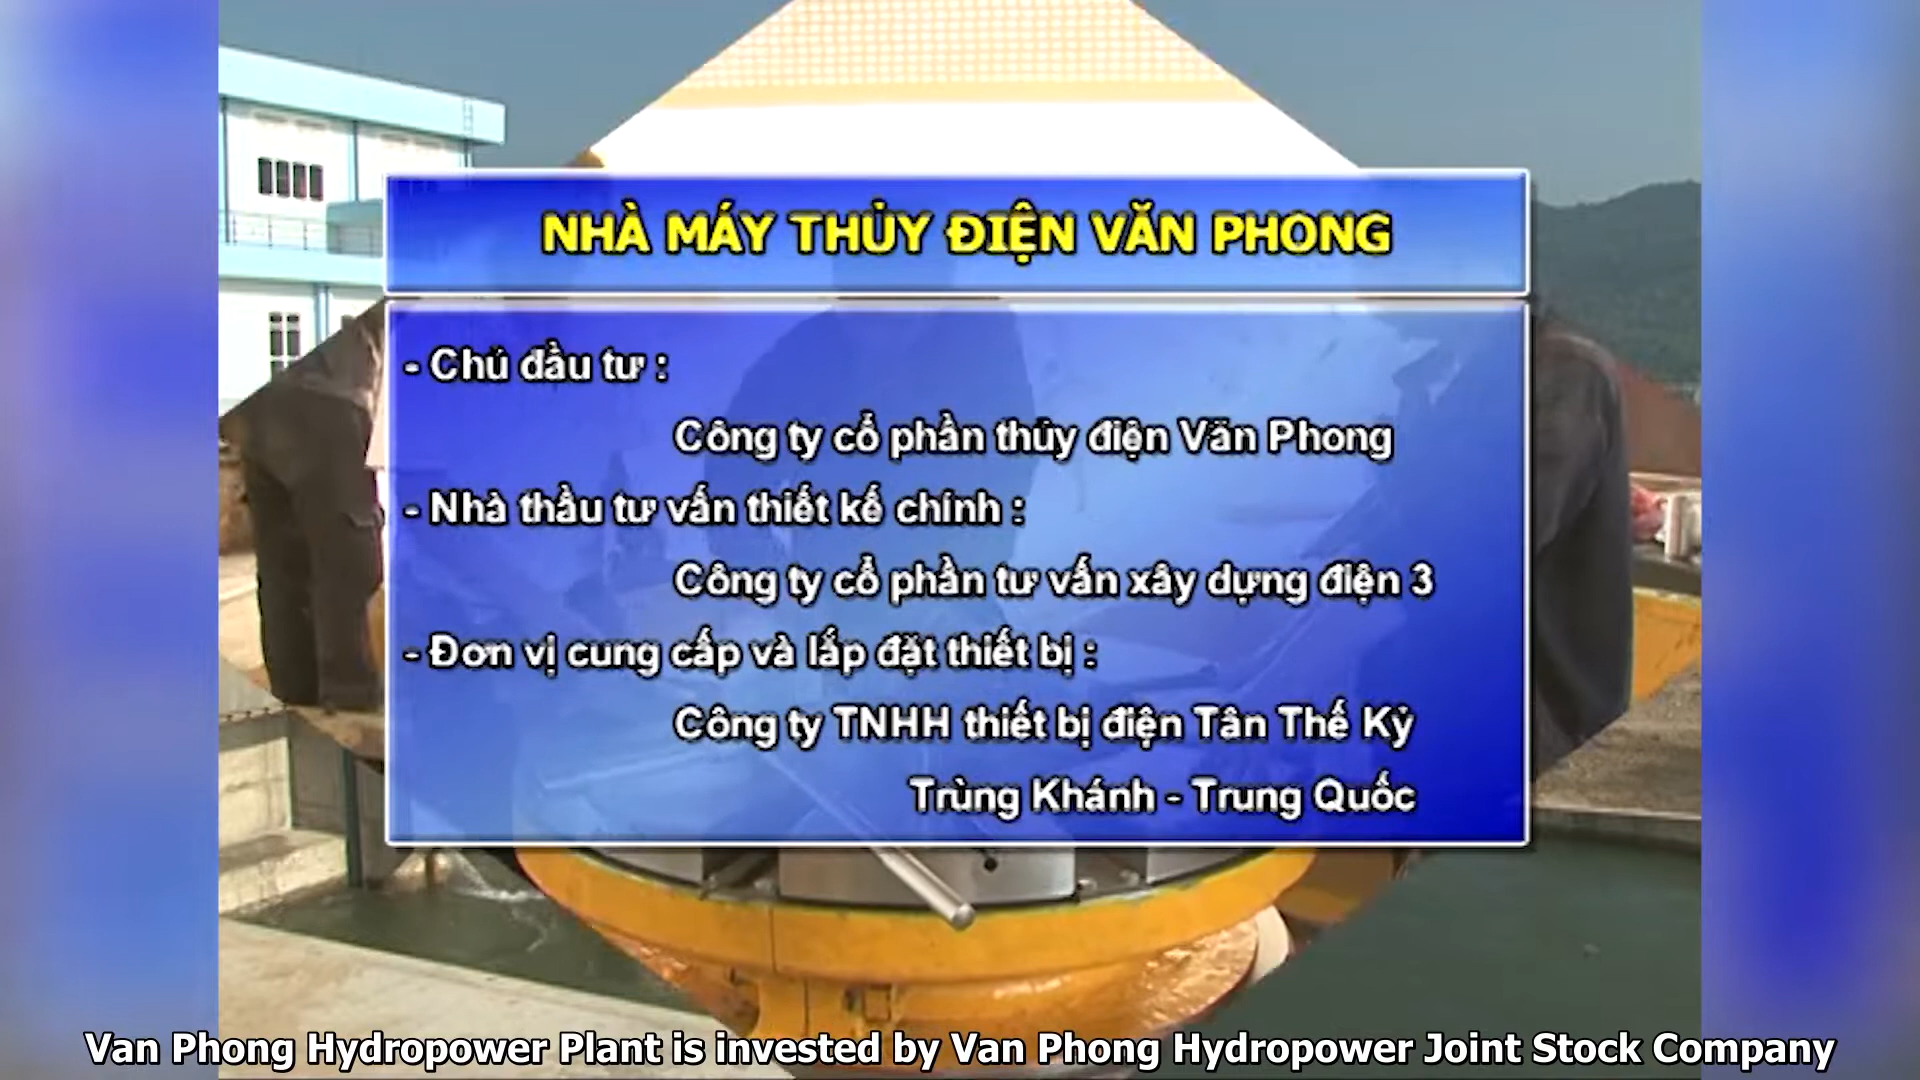 NHÀ MÁY THỦY ĐIỆN VĂN PHONG
- Chủ đầu tư :
Công ty cổ phần thủy điện Văn Phong
- Nhà thầu tư vấn thiết kế chính :
Công ty cổ phần tư vấn xây dựng điện 3
- Đơn vị cung cấp và lắp đặt thiết bị :
Công ty TNHH thiết bị điện Tân Thế Kỷ
Trùng Khánh - Trung Quốc
Van Phong Hydropower Plant is invested by Van Phong Hydropower Joint Stock Company